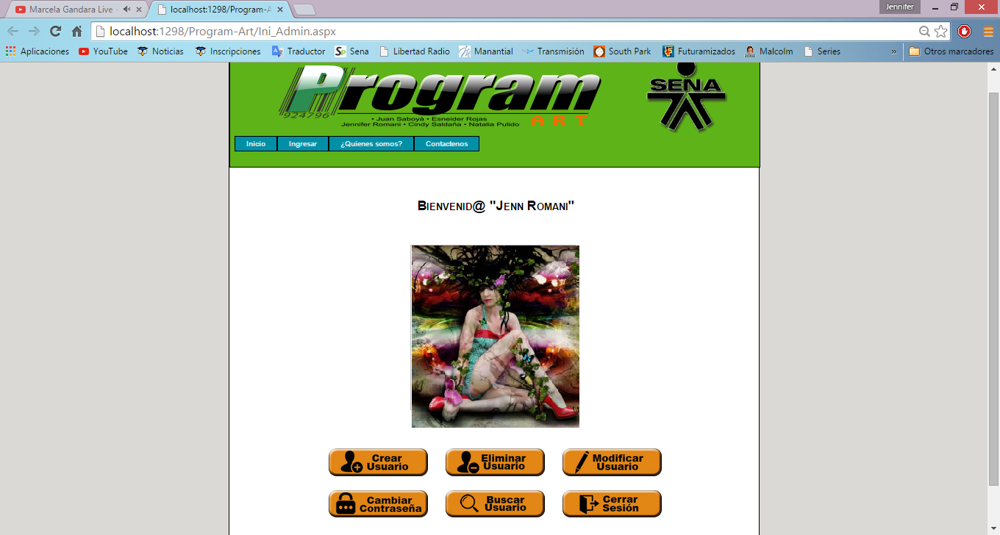 Marcela Gandara Live -
localhost:1298/Program-A
Jennifer
localhost:1298/Program-Art/Ini_Admin.aspx
Aplicaciones YouTube Noticias Inscripciones Traductor Sena Libertad Radio Manantial Transmisión South Park Futuramizados Malcolm Series » Otros marcadores
Program
924796
ART
• Juan Saboyá • Esneider Rojas
Jennifer Romani • Cindy Saldaña • Natalia Pulido
SENA
Inicio Ingresar ¿Quienes somos? Contactenos
Bienvenid@ "Jenn Romani"
Crear
Usuario
Eliminar
Usuario
Modificar
Usuario
Cambiar
Contraseña
Buscar
Usuario
Cerrar
Sesión